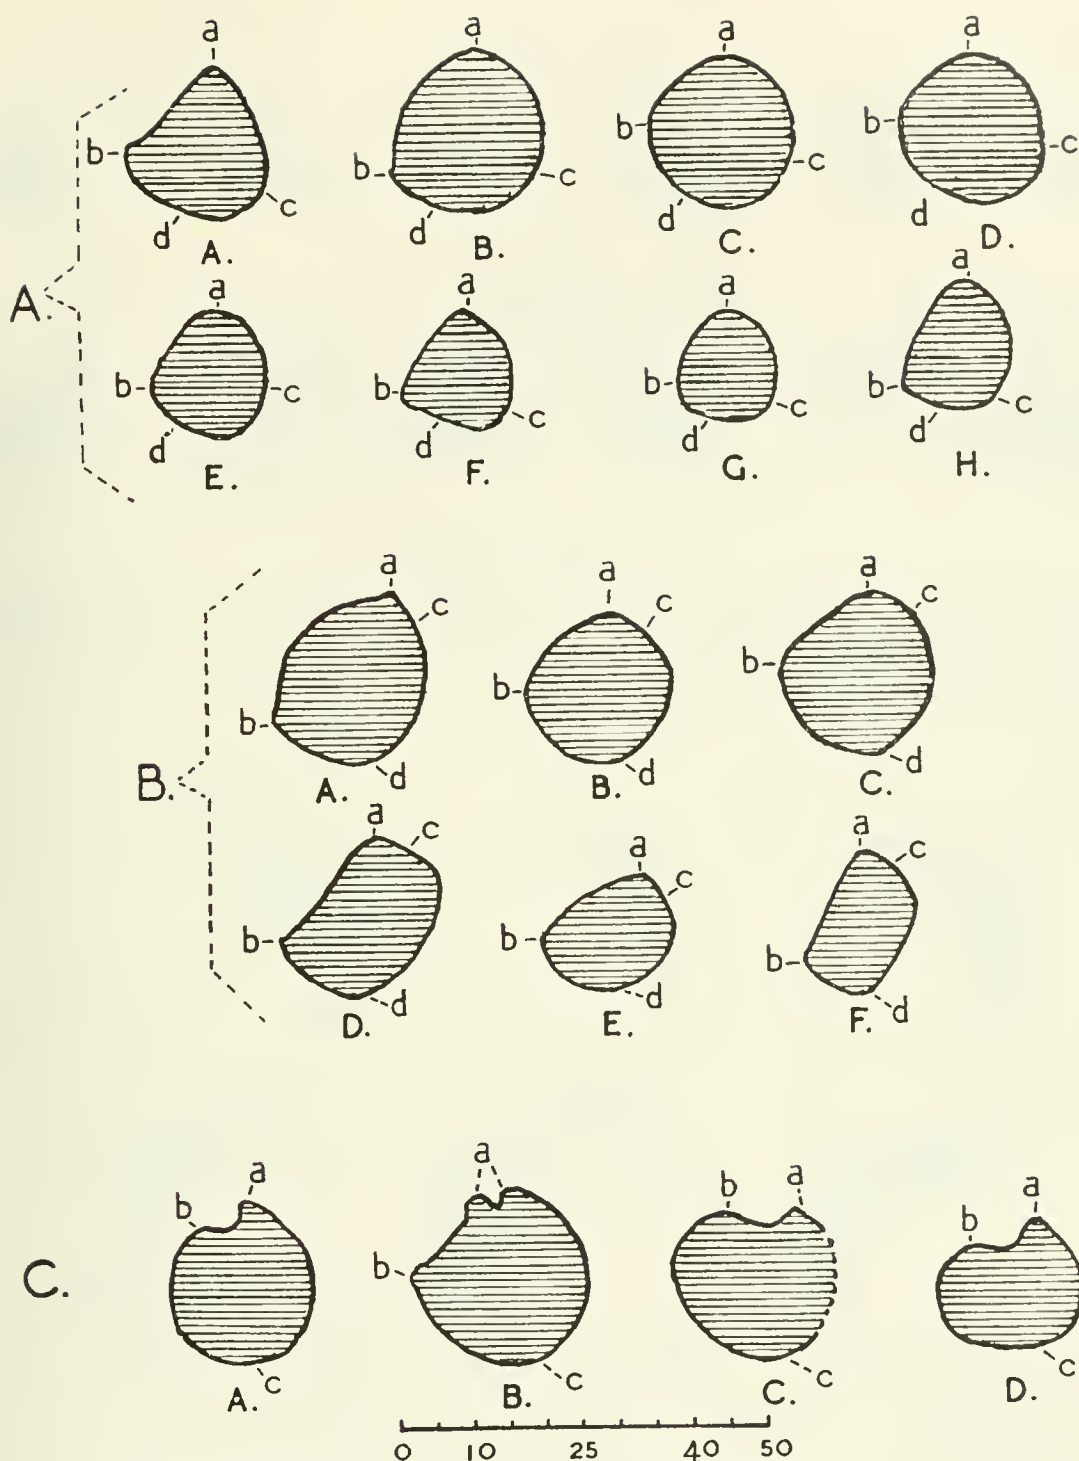 a a a a
b c d b c d b c d b c d
A. B. C. D.
A.
a a a a
b c d b c d b c d b c d
E. F. G. H.
a c a c a c
b d b d b d
A. B. C.
B.
a c a c a c
b d b d b d
D. E. F.
a a b a a
b b b
C.
c c c c
A. B. C. D.
0 10 25 40 50